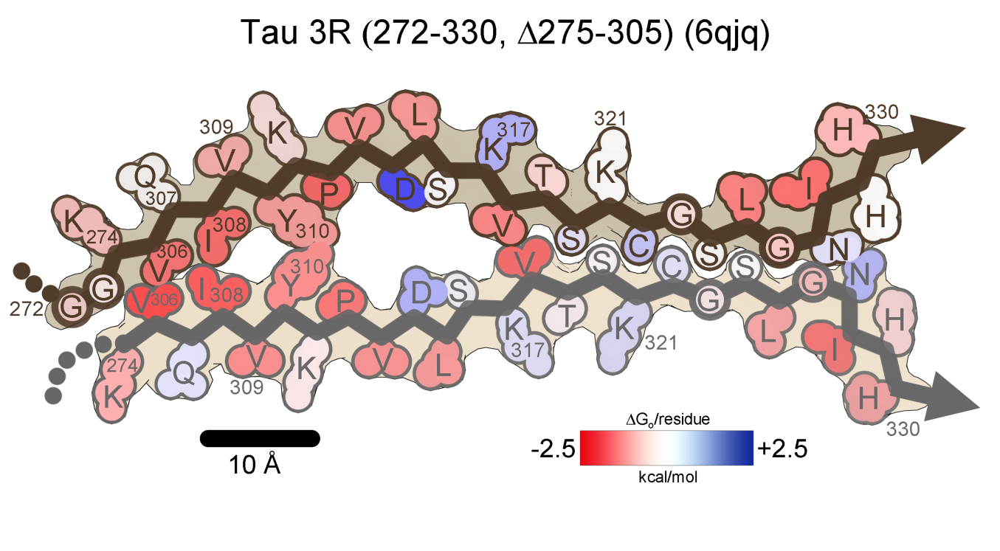 Tau 3R (272-330, Δ275-305) (6qjq)
272 G G K 274 V 306 Q 307 I 308 V 309 K Y 310 P V L D S K 317 V T S K 321 C G S L G I N H H 330
K 274 V 306 Q I 308 V 309 Y 310 K P V D L S K 317 V T S K 321 C G S L G I N H H 330
10 Å
ΔG₀/residue
-2.5 +2.5
kcal/mol